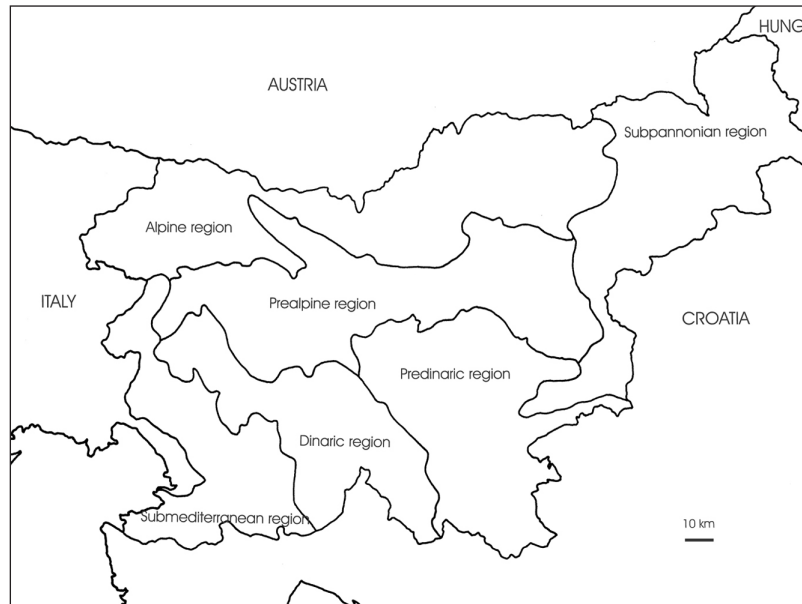 HUNG
AUSTRIA
Subpannonian region
Alpine region
ITALY
Prealpine region
CROATIA
Predinaric region
Dinaric region
Submediterranean region
10 km